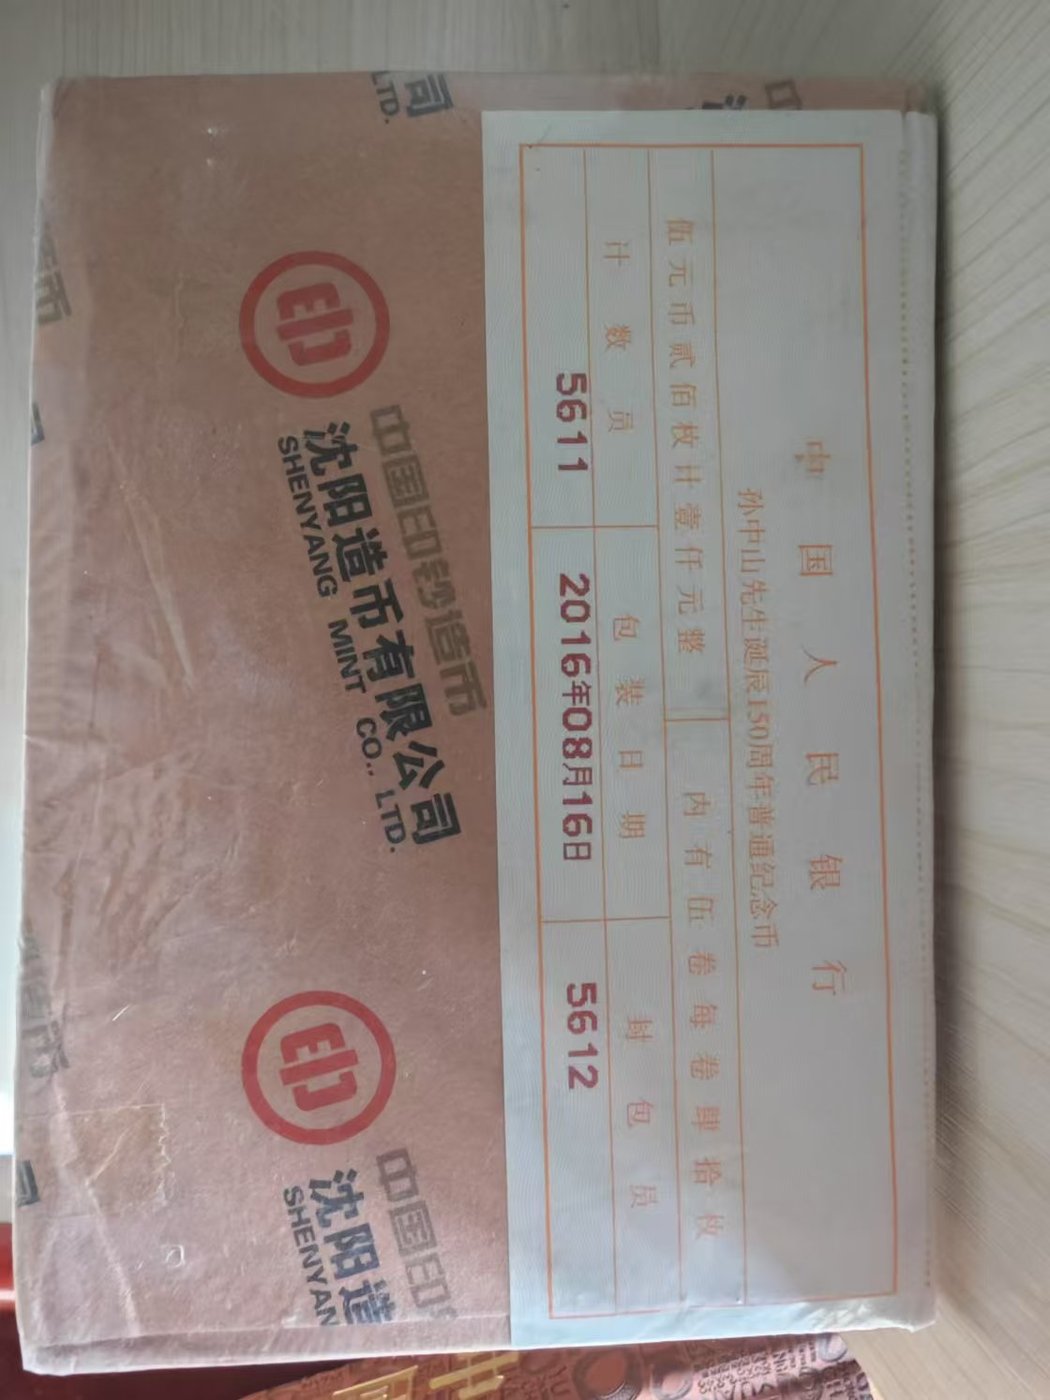 中国人民银行
孙中山先生诞辰150周年普通纪念币
伍元币贰佰枚计壹仟元整 内有伍卷每卷肆拾枚
计数员 包装日期 封包员
5611 2016年08月16日 5612
司
LTD.
中国印钞造币
沈阳造币有限公司
SHENYANG MINT CO., LTD.
中国印
沈阳造
SHENYAN